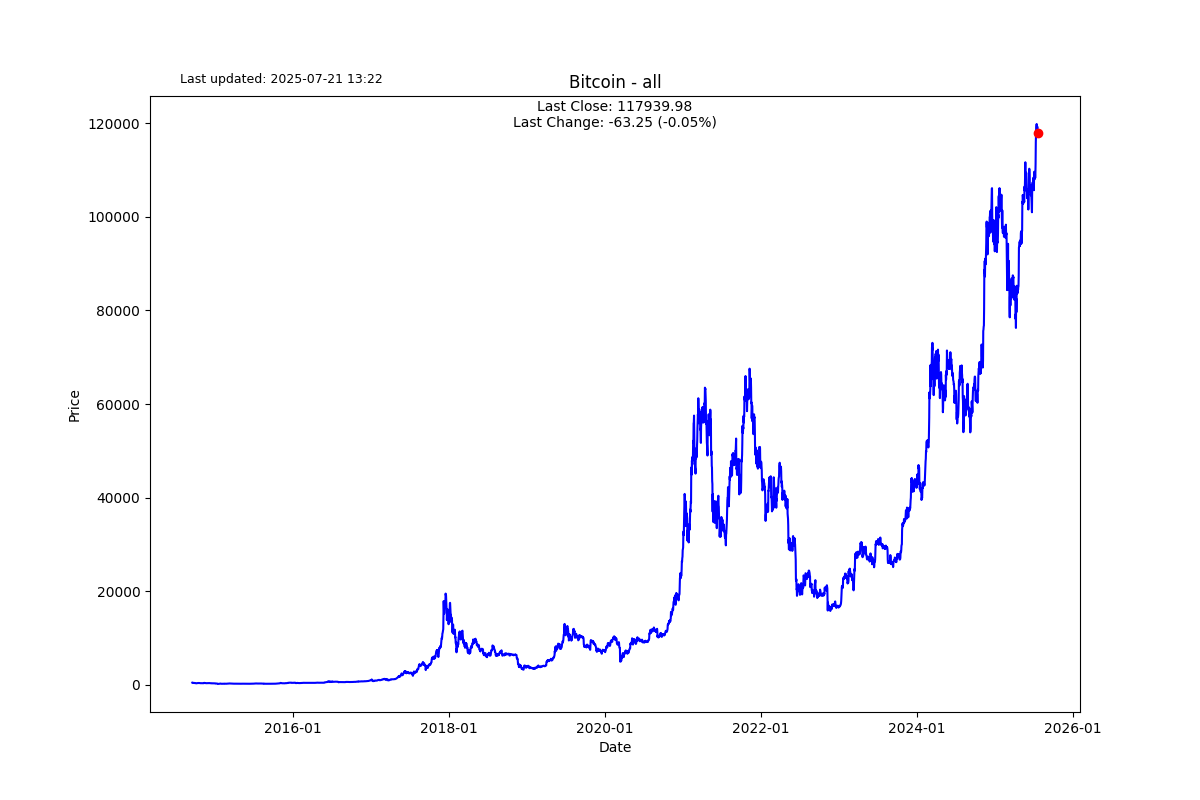 Last updated: 2025-07-21 13:22
Bitcoin - all
Last Close: 117939.98
Last Change: -63.25 (-0.05%)
120000
100000
80000
60000
40000
20000
0
Price
2016-01
2018-01
2020-01
2022-01
2024-01
2026-01
Date